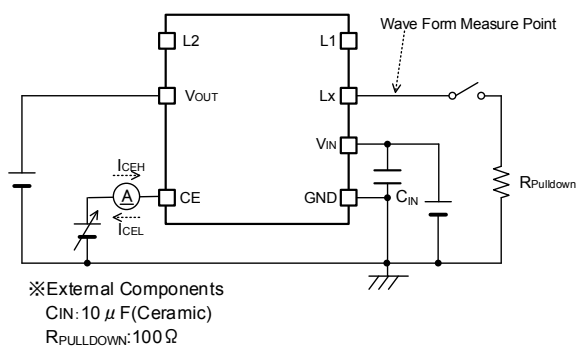 Wave Form Measure Point
L2
L1
VOUT
Lx
ICEH
A
CE
ICEL
VIN
GND
CIN
RPulldown
※External Components
CIN:10μF(Ceramic)
RPULLDOWN:100Ω